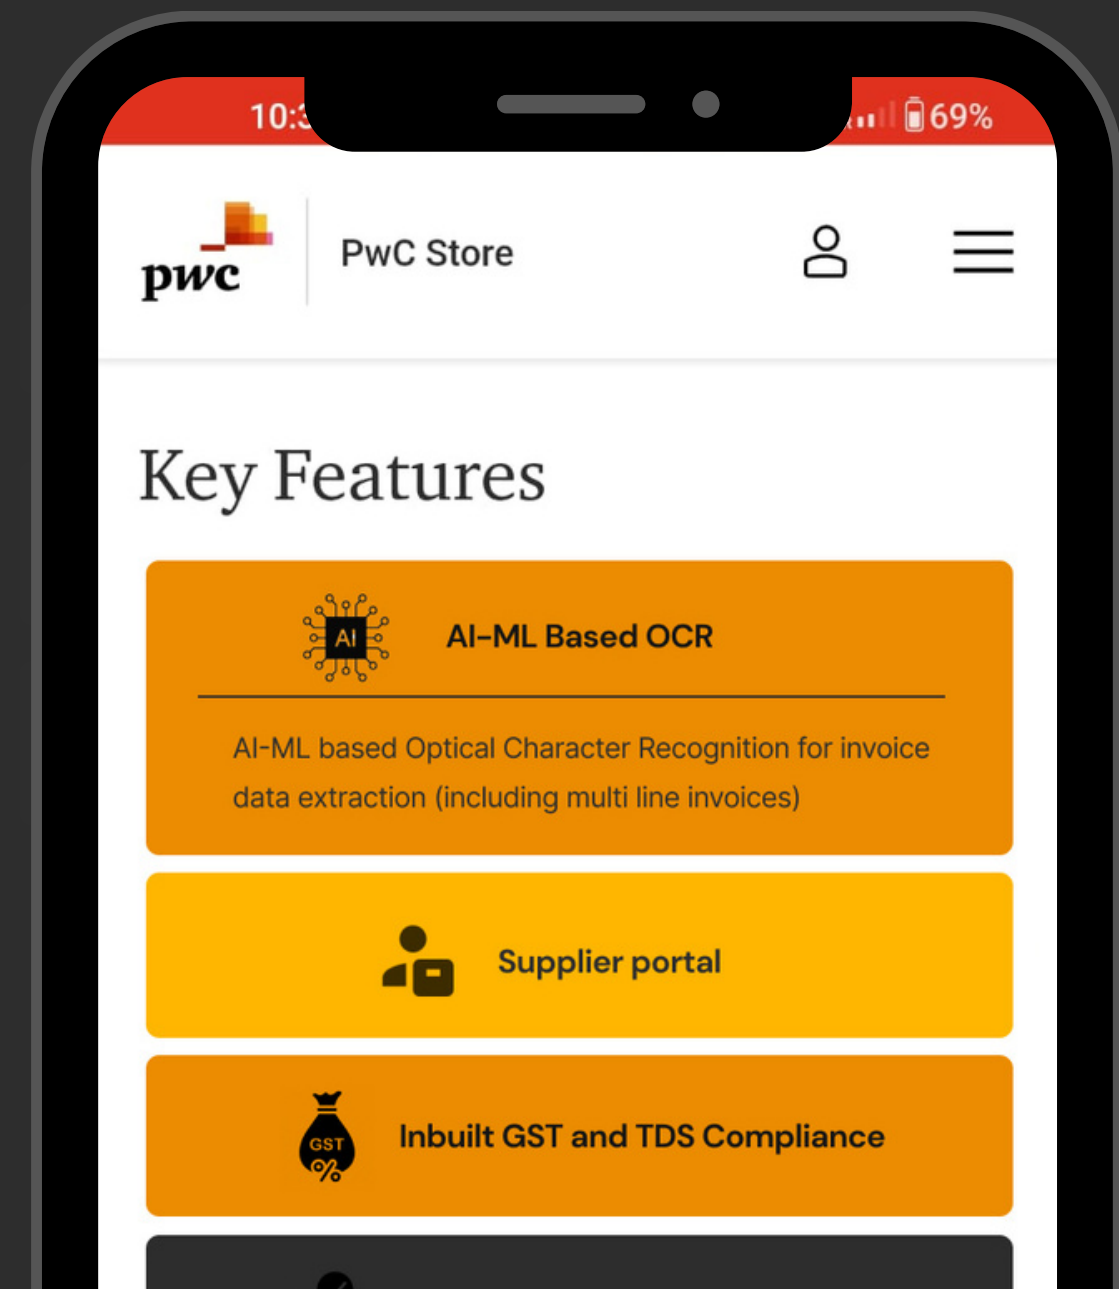 69%
pwc
PwC Store
Key Features
AI
AI-ML Based OCR
AI-ML based Optical Character Recognition for invoice
data extraction (including multi line invoices)
Supplier portal
GST
%
Inbuilt GST and TDS Compliance